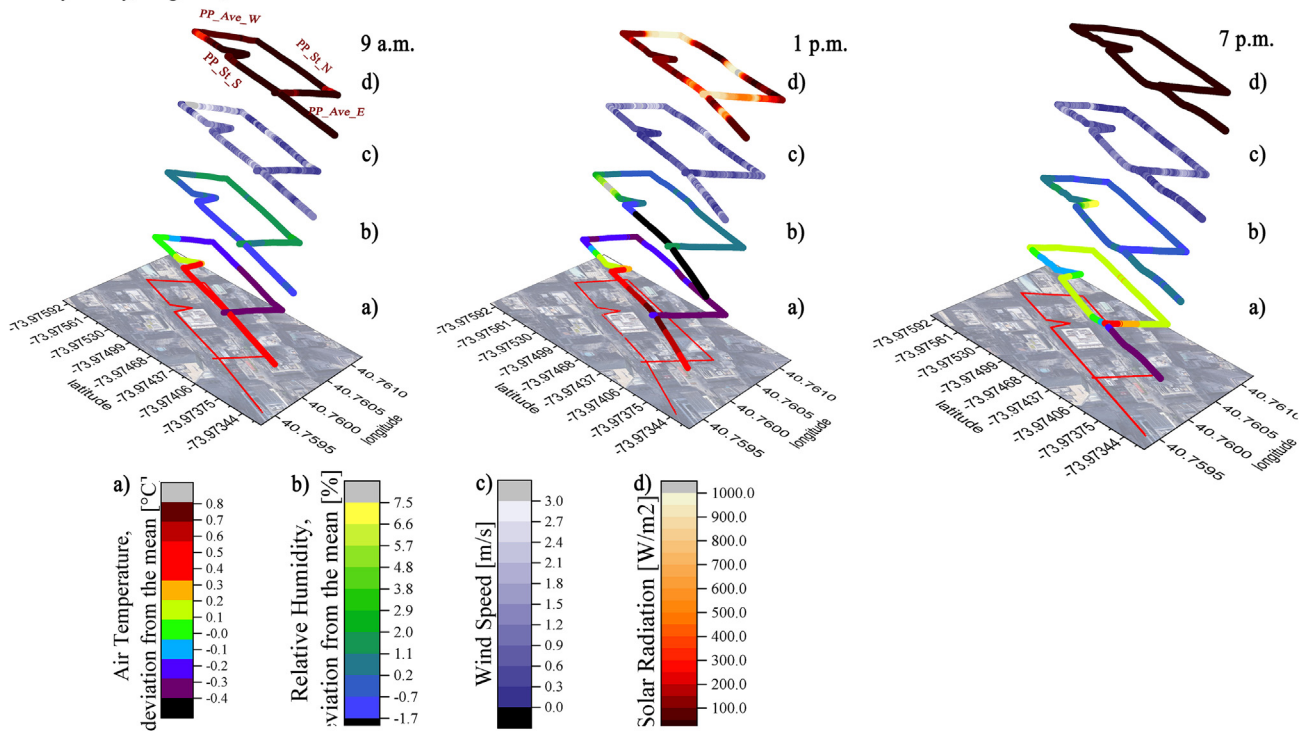 PP_Ave_W
9 a.m.
PP_St_N
PP_St_S
d)
PP_Ave_E
c)
b)
a)
-73.97592
-73.97561
-73.97530
-73.97499
-73.97468
-73.97437
-73.97406
-73.97375
-73.97344
latitude
40.7610
40.7605
40.7600
40.7595
longitude
1 p.m.
d)
c)
b)
a)
-73.97592
-73.97561
-73.97530
-73.97499
-73.97468
-73.97437
-73.97406
-73.97375
-73.97344
latitude
40.7610
40.7605
40.7600
40.7595
longitude
7 p.m.
d)
c)
b)
a)
-73.97592
-73.97561
-73.97530
-73.97499
-73.97468
-73.97437
-73.97406
-73.97375
-73.97344
latitude
40.7610
40.7605
40.7600
40.7595
longitude
a)
Air Temperature,
deviation from the mean [°C]
0.8
0.7
0.6
0.5
0.4
0.3
0.2
0.1
-0.0
-0.1
-0.2
-0.3
-0.4
b)
Relative Humidity,
viation from the mean [%]
7.5
6.6
5.7
4.8
3.9
2.9
2.0
1.1
0.2
-0.7
-1.7
c)
Wind Speed [m/s]
3.0
2.7
2.4
2.1
1.8
1.5
1.2
0.9
0.6
0.3
0.0
d)
Solar Radiation [W/m2]
1000.0
900.0
800.0
700.0
600.0
500.0
400.0
300.0
200.0
100.0